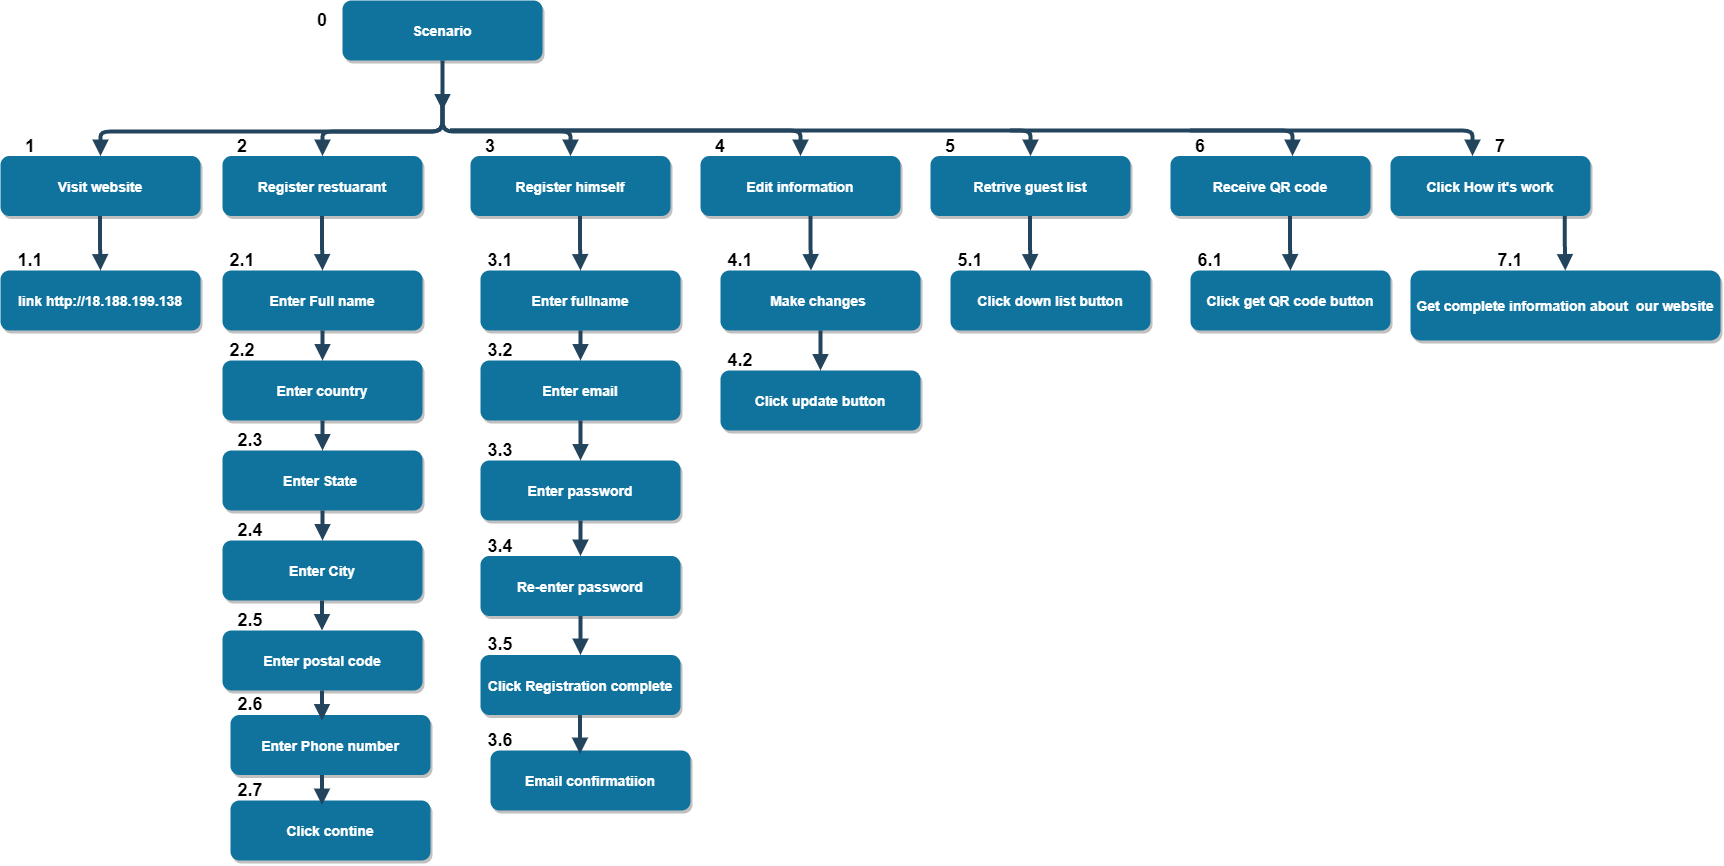 0
Scenario
1
Visit website
2
Register restuarant
3
Register himself
4
Edit information
5
Retrive guest list
6
Receive QR code
7
Click How it's work
1.1
link http://18.188.199.138
2.1
Enter Full name
3.1
Enter fullname
4.1
Make changes
5.1
Click down list button
6.1
Click get QR code button
7.1
Get complete information about  our website
2.2
Enter country
3.2
Enter email
4.2
Click update button
2.3
Enter State
3.3
Enter password
2.4
Enter City
3.4
Re-enter password
2.5
Enter postal code
3.5
Click Registration complete
2.6
Enter Phone number
3.6
Email confirmatiion
2.7
Click contine